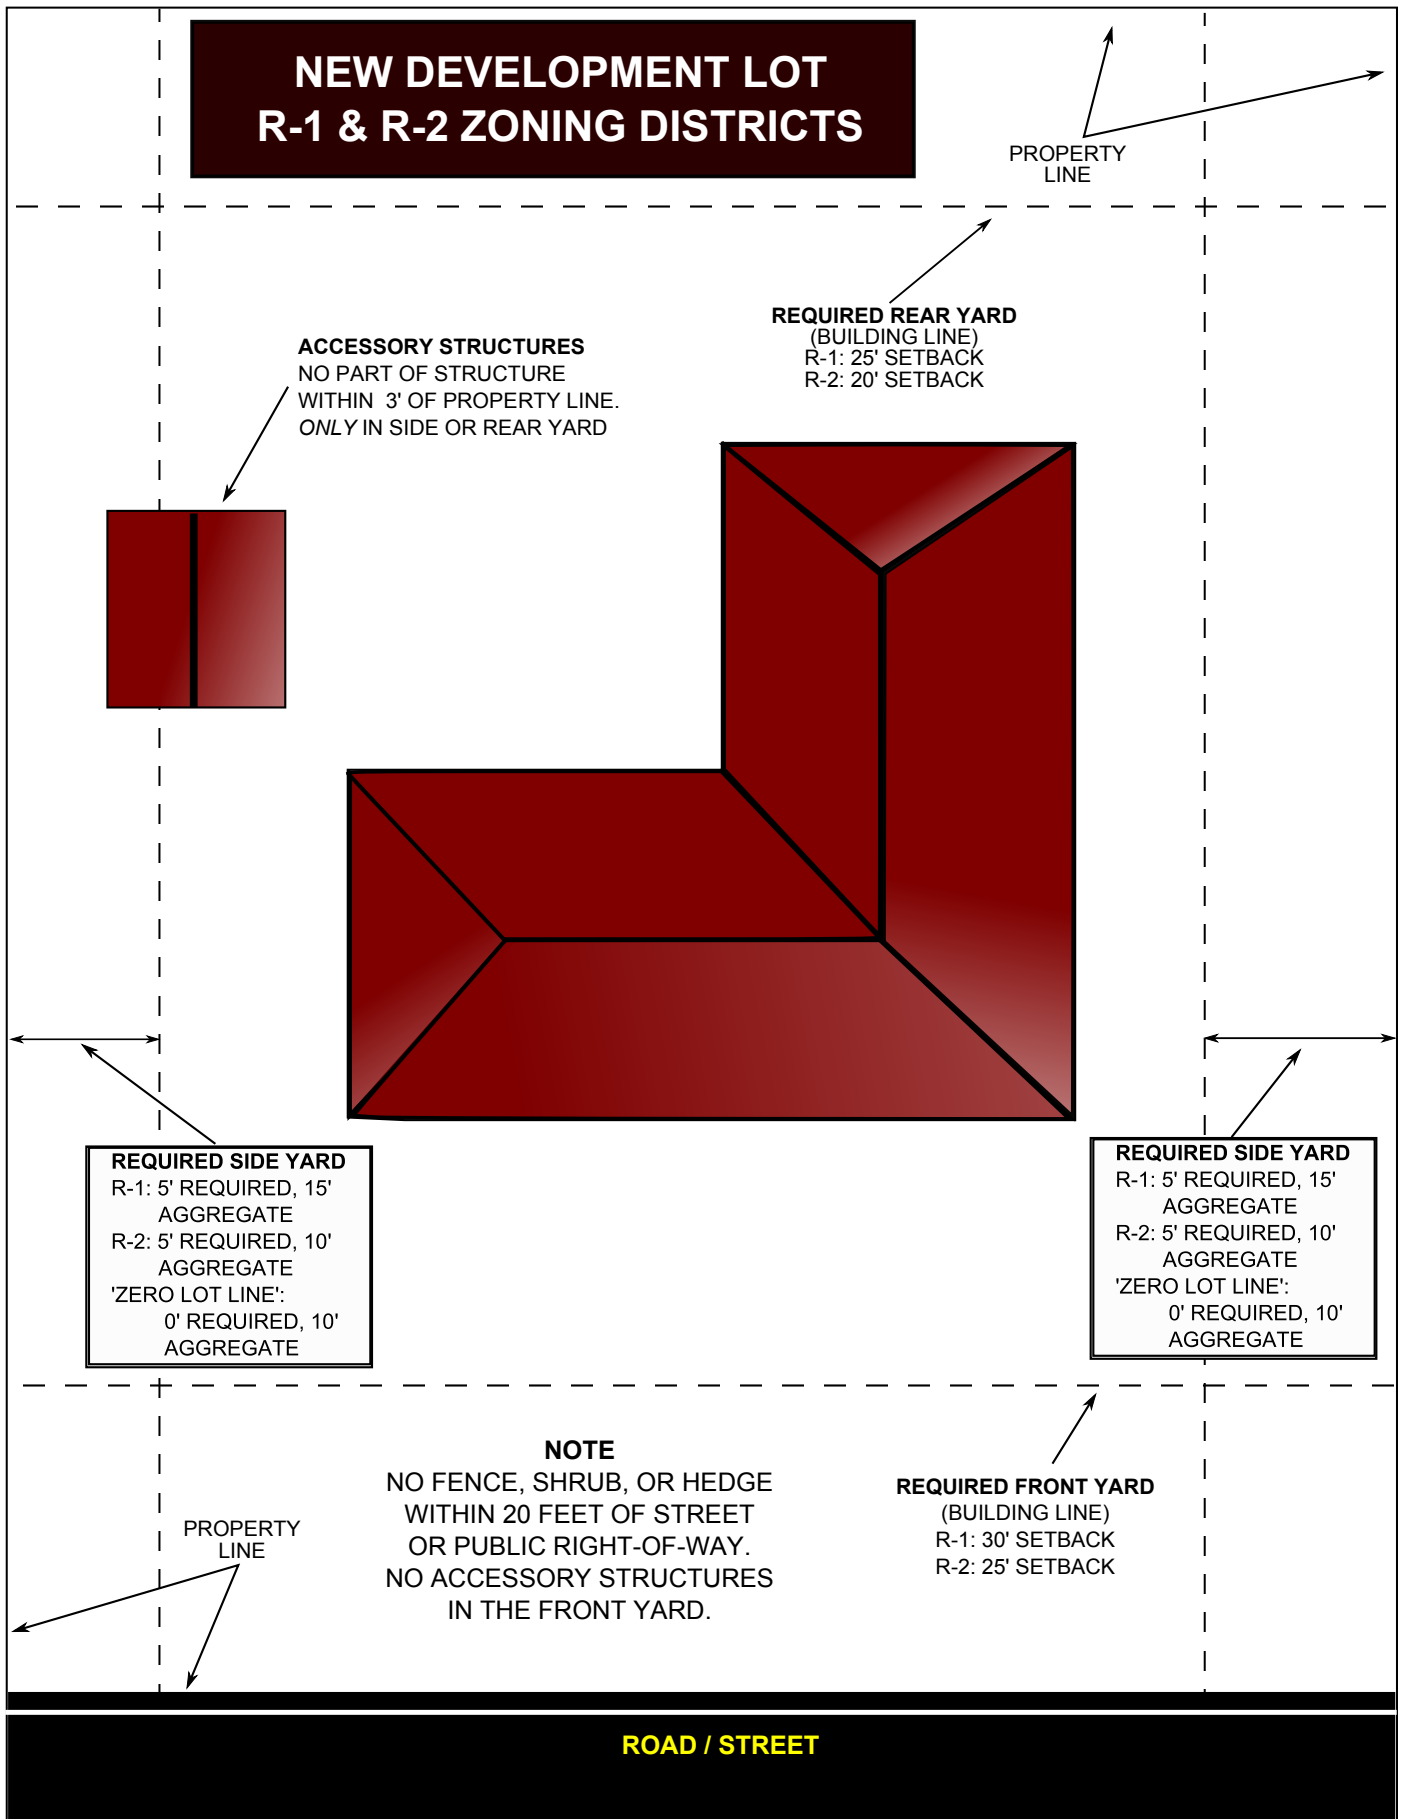 NEW DEVELOPMENT LOT
R-1 & R-2 ZONING DISTRICTS
PROPERTY
LINE
REQUIRED REAR YARD
(BUILDING LINE)
R-1: 25' SETBACK
R-2: 20' SETBACK
ACCESSORY STRUCTURES
NO PART OF STRUCTURE
WITHIN 3' OF PROPERTY LINE.
ONLY IN SIDE OR REAR YARD
REQUIRED SIDE YARD
R-1: 5' REQUIRED, 15'
AGGREGATE
R-2: 5' REQUIRED, 10'
AGGREGATE
'ZERO LOT LINE':
0' REQUIRED, 10'
AGGREGATE
REQUIRED SIDE YARD
R-1: 5' REQUIRED, 15'
AGGREGATE
R-2: 5' REQUIRED, 10'
AGGREGATE
'ZERO LOT LINE':
0' REQUIRED, 10'
AGGREGATE
NOTE
NO FENCE, SHRUB, OR HEDGE
WITHIN 20 FEET OF STREET
OR PUBLIC RIGHT-OF-WAY.
NO ACCESSORY STRUCTURES
IN THE FRONT YARD.
REQUIRED FRONT YARD
(BUILDING LINE)
R-1: 30' SETBACK
R-2: 25' SETBACK
PROPERTY
LINE
ROAD / STREET